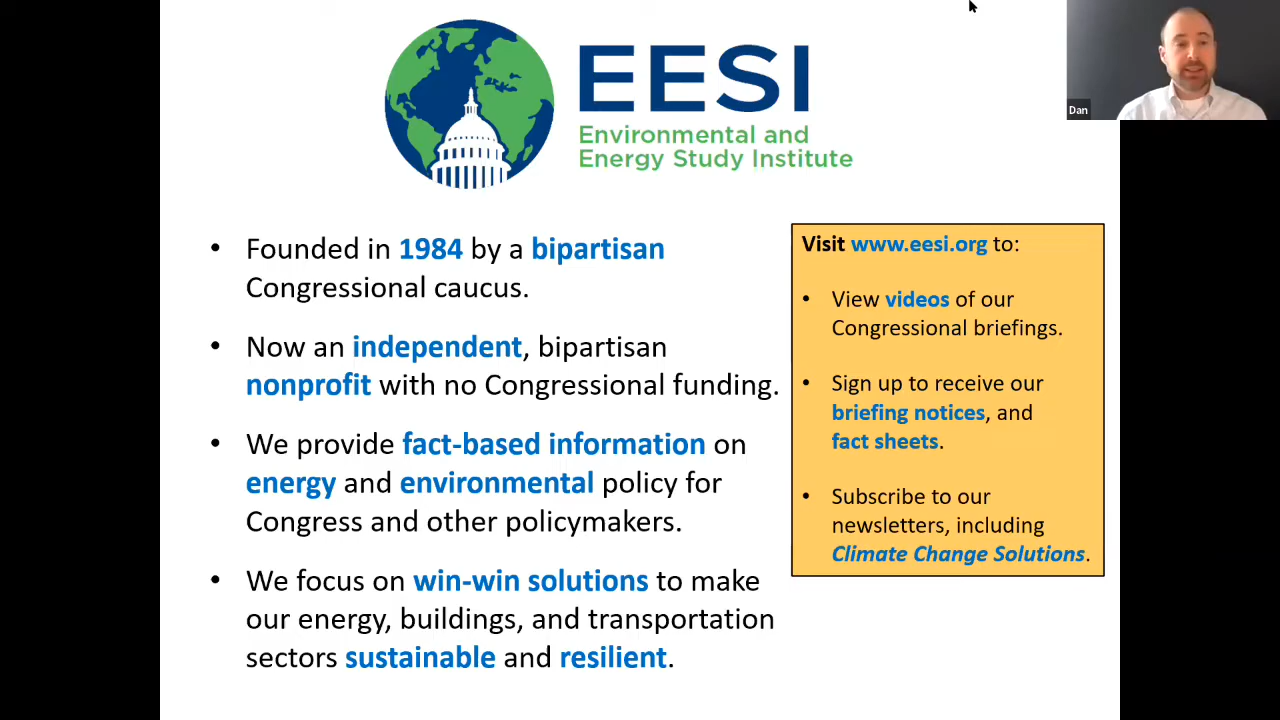 EESI
Environmental and
Energy Study Institute
Dan
• Founded in 1984 by a bipartisan
Congressional caucus.
• Now an independent, bipartisan
nonprofit with no Congressional funding.
• We provide fact-based information on
energy and environmental policy for
Congress and other policymakers.
• We focus on win-win solutions to make
our energy, buildings, and transportation
sectors sustainable and resilient.
Visit www.eesi.org to:
• View videos of our
Congressional briefings.
• Sign up to receive our
briefing notices, and
fact sheets.
• Subscribe to our
newsletters, including
Climate Change Solutions.